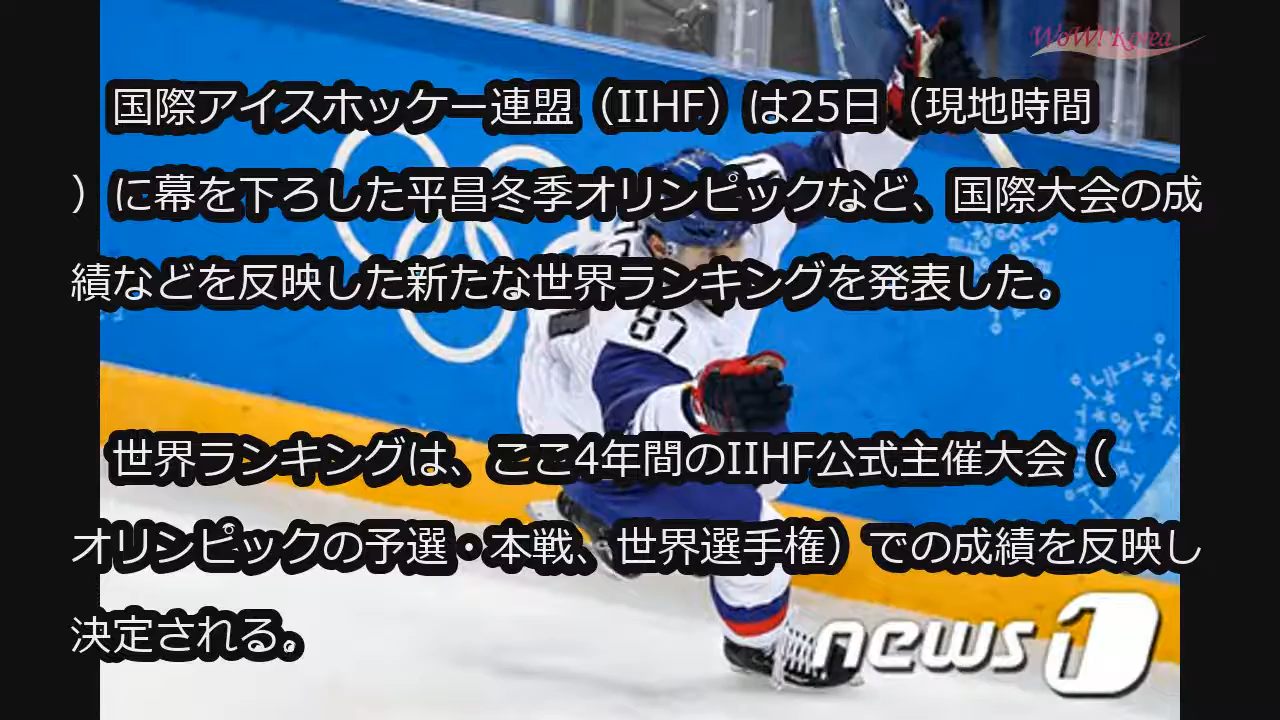 WoW!Korea
国際アイスホッケー連盟（IIHF）は25日（現地時間
）に幕を下ろした平昌冬季オリンピックなど、国際大会の成
績などを反映した新たな世界ランキングを発表した。
87
世界ランキングは、ここ4年間のIIHF公式主催大会（
オリンピックの予選・本戦、世界選手権）での成績を反映し
決定される。
news1